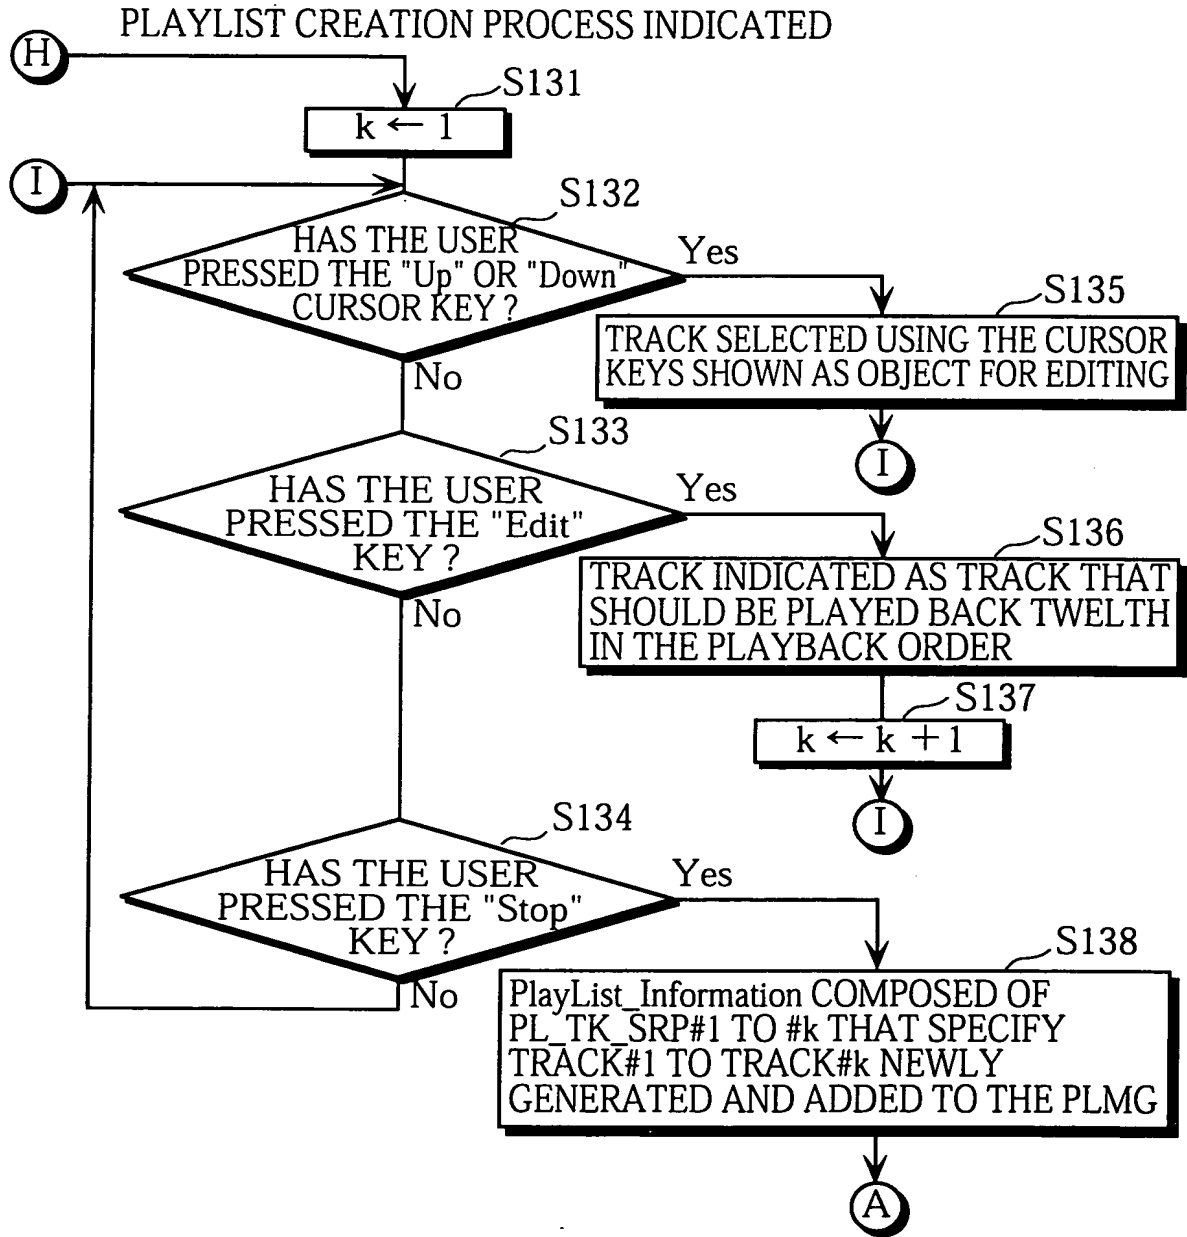 PLAYLIST CREATION PROCESS INDICATED
H
S131
k ← 1
I
S132
HAS THE USER
PRESSED THE "Up" OR "Down"
CURSOR KEY ?
Yes
No
S135
TRACK SELECTED USING THE CURSOR
KEYS SHOWN AS OBJECT FOR EDITING
I
S133
HAS THE USER
PRESSED THE "Edit"
KEY ?
Yes
No
S136
TRACK INDICATED AS TRACK THAT
SHOULD BE PLAYED BACK TWELTH
IN THE PLAYBACK ORDER
S137
k ← k + 1
I
S134
HAS THE USER
PRESSED THE "Stop"
KEY ?
Yes
No
S138
PlayList_Information COMPOSED OF
PL_TK_SRP#1 TO #k THAT SPECIFY
TRACK#1 TO TRACK#k NEWLY
GENERATED AND ADDED TO THE PLMG
A